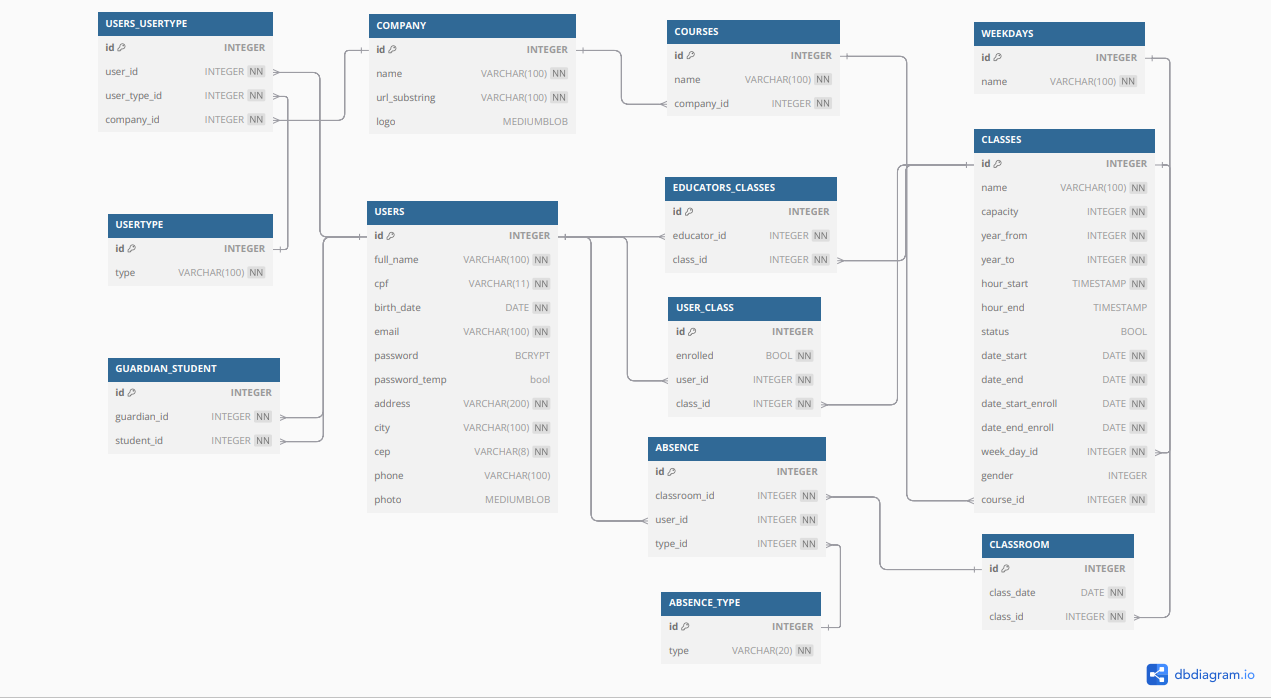 USERS_USERTYPE
id INTEGER
user_id INTEGER NN
user_type_id INTEGER NN
company_id INTEGER NN
COMPANY
id INTEGER
name VARCHAR(100) NN
url_substring VARCHAR(100) NN
logo MEDIUMBLOB
COURSES
id INTEGER
name VARCHAR(100) NN
company_id INTEGER NN
WEEKDAYS
id INTEGER
name VARCHAR(100) NN
USERTYPE
id INTEGER
type VARCHAR(100) NN
USERS
id INTEGER
full_name VARCHAR(100) NN
cpf VARCHAR(11) NN
birth_date DATE NN
email VARCHAR(100) NN
password BCRYPT
password_temp bool
address VARCHAR(200) NN
city VARCHAR(100) NN
cep VARCHAR(8) NN
phone VARCHAR(100)
photo MEDIUMBLOB
EDUCATORS_CLASSES
id INTEGER
educator_id INTEGER NN
class_id INTEGER NN
CLASSES
id INTEGER
name VARCHAR(100) NN
capacity INTEGER NN
year_from INTEGER NN
year_to INTEGER NN
hour_start TIMESTAMP NN
hour_end TIMESTAMP
status BOOL
date_start DATE NN
date_end DATE NN
date_start_enroll DATE NN
date_end_enroll DATE NN
week_day_id INTEGER NN
gender INTEGER
course_id INTEGER NN
USER_CLASS
id INTEGER
enrolled BOOL NN
user_id INTEGER NN
class_id INTEGER NN
GUARDIAN_STUDENT
id INTEGER
guardian_id INTEGER NN
student_id INTEGER NN
ABSENCE
id INTEGER
classroom_id INTEGER NN
user_id INTEGER NN
type_id INTEGER NN
CLASSROOM
id INTEGER
class_date DATE NN
class_id INTEGER NN
ABSENCE_TYPE
id INTEGER
type VARCHAR(20) NN
dbdiagram.io